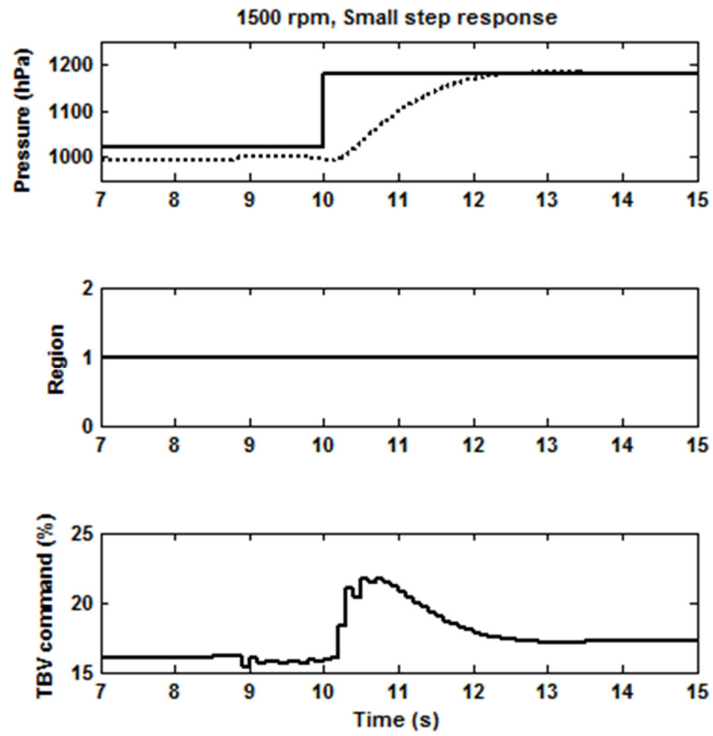 1500 rpm, Small step response
Pressure (hPa)
1200
1100
1000
7 8 9 10 11 12 13 14 15
Region
2
1
0
7 8 9 10 11 12 13 14 15
TBV command (%)
25
20
15
7 8 9 10 11 12 13 14 15
Time (s)